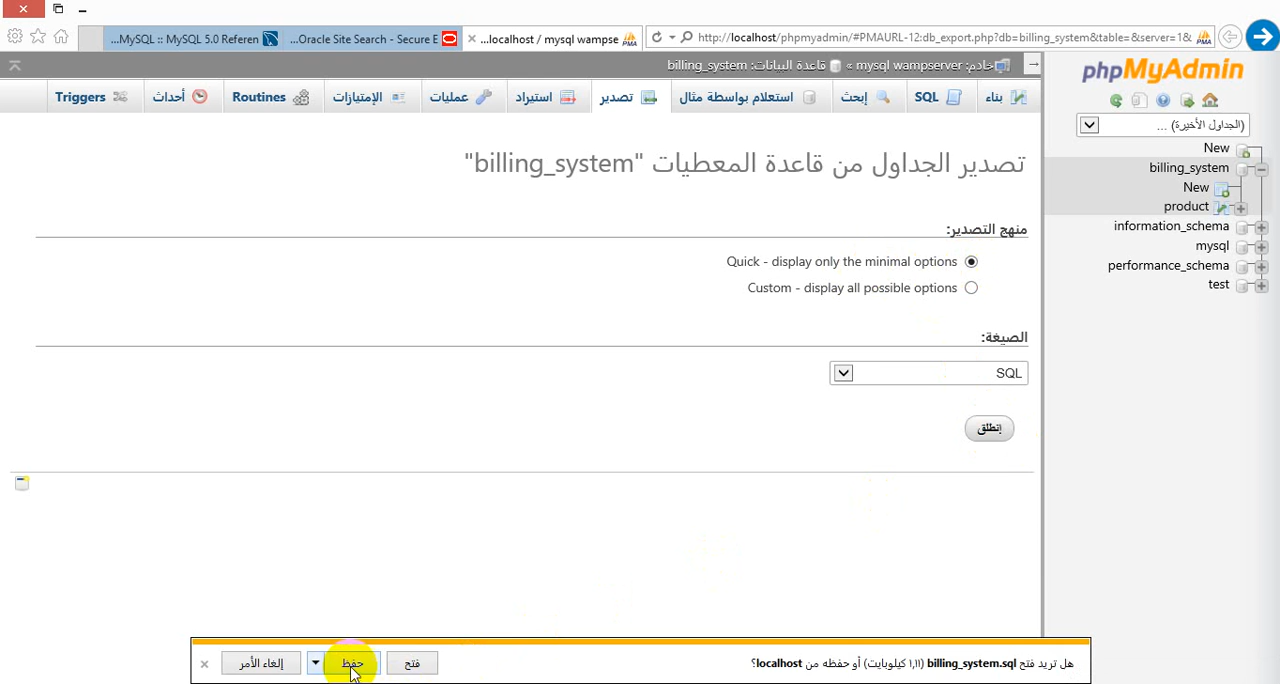 ...MySQL :: MySQL 5.0 Referen
...Oracle Site Search - Secure E
...localhost / mysql wampse
http://localhost/phpmyadmin/#PMAURL-12:db_export.php?db=billing_system&table=&server=1&
خادم: mysql wampserver » قاعدة البيانات: billing_system
phpMyAdmin
بناء
SQL
إبحث
استعلام بواسطة مثال
تصدير
استيراد
عمليات
الإمتيازات
Routines
أحداث
Triggers
(الجداول الأخيرة) ...
New
billing_system
New
product
information_schema
mysql
performance_schema
test
تصدير الجداول من قاعدة المعطيات "billing_system"
منهج التصدير:
Quick - display only the minimal options
Custom - display all possible options
الصيغة:
SQL
إنطلق
هل تريد فتح billing_system.sql (١,١١ كيلوبايت) أو حفظه من localhost؟
فتح
حفظ
إلغاء الأمر